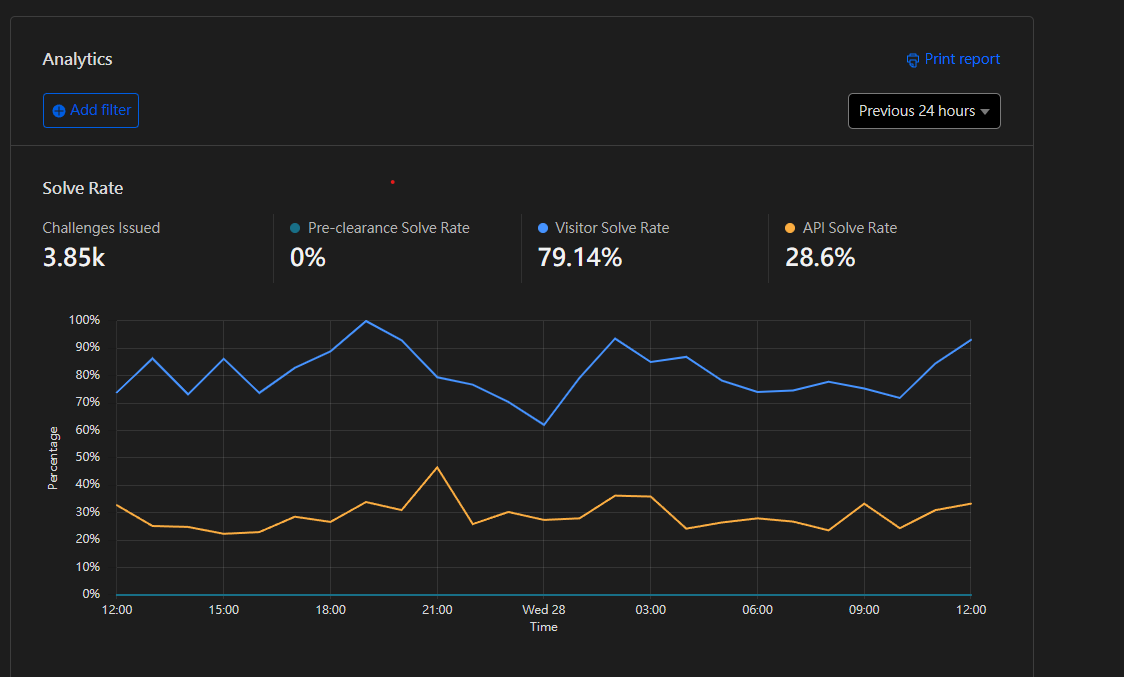 Analytics
Print report
Add filter
Previous 24 hours
Solve Rate
Challenges Issued
3.85k
Pre-clearance Solve Rate
0%
Visitor Solve Rate
79.14%
API Solve Rate
28.6%
100%
90%
80%
70%
60%
50%
40%
30%
20%
10%
0%
Percentage
12:00 15:00 18:00 21:00 Wed 28 03:00 06:00 09:00 12:00
Time